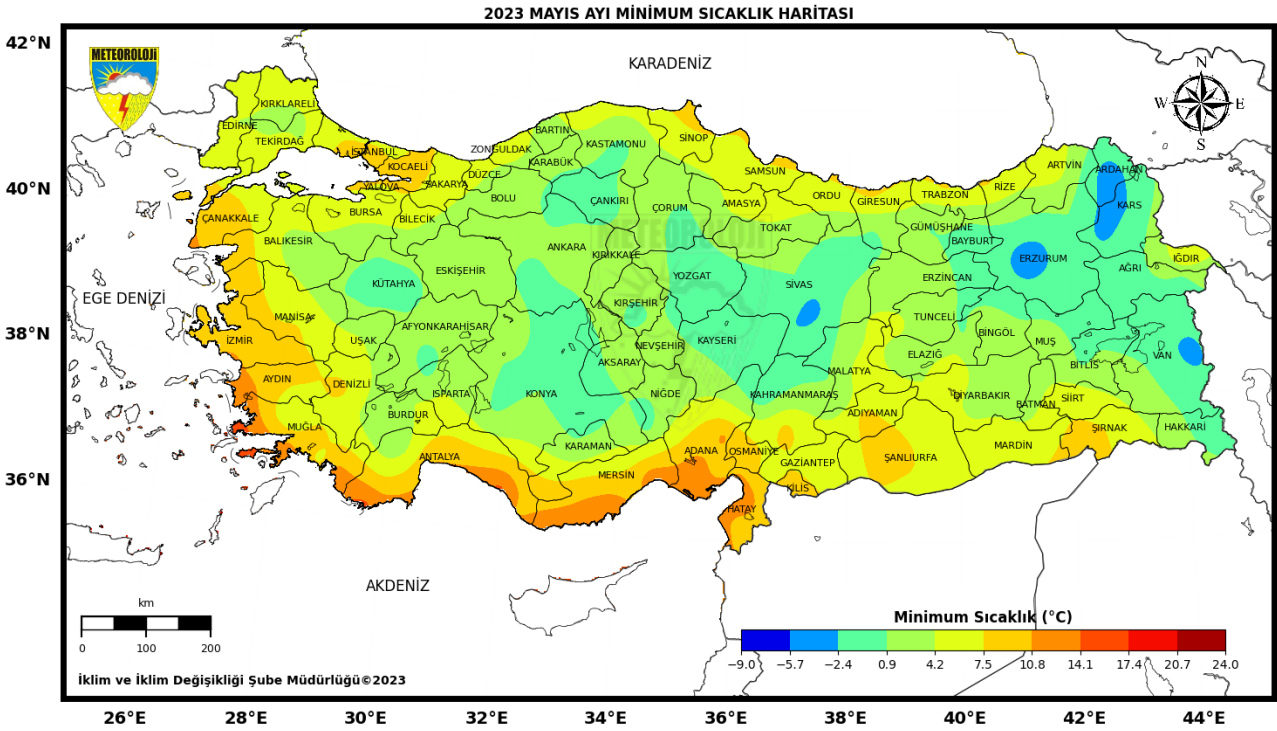 2023 MAYIS AYI MİNİMUM SICAKLIK HARİTASI
42°N
METEOROLOJİ
KARADENİZ
N
W E
S
KIRKLARELİ
EDİRNE
TEKİRDAĞ
BARTIN
KASTAMONU
SİNOP
İSTANBUL
ZONGULDAK
KARABÜK
KOCAELİ
DÜZCE
SAMSUN
ARTVİN
ARDAHAN
40°N
YALOVA
SAKARYA
BOLU
ÇANKIRI
ÇORUM
AMASYA
ORDU
GİRESUN
TRABZON
RİZE
KARS
ÇANAKKALE
BURSA
BİLECİK
TOKAT
GÜMÜŞHANE
BAYBURT
METEOROLOJİ
BALIKESİR
ANKARA
KIRIKKALE
ERZURUM
IĞDIR
EGE DENİZİ
KÜTAHYA
ESKİŞEHİR
YOZGAT
SİVAS
ERZİNCAN
AĞRI
KIRŞEHİR
MANİSA
TUNCELİ
38°N
İZMİR
UŞAK
AFYONKARAHİSAR
NEVŞEHİR
KAYSERİ
BİNGÖL
MUŞ
AKSARAY
ELAZIĞ
VAN
BİTLİS
AYDIN
DENİZLİ
ISPARTA
KONYA
NİĞDE
KAHRAMANMARAŞ
MALATYA
DİYARBAKIR
BATMAN
SİİRT
BURDUR
ADIYAMAN
MUĞLA
KARAMAN
MARDİN
ŞIRNAK
HAKKARİ
ANTALYA
ADANA
OSMANİYE
GAZİANTEP
ŞANLIURFA
36°N
MERSİN
KİLİS
HATAY
AKDENİZ
km
0 100 200
Minimum Sıcaklık (°C)
−9.0 −5.7 −2.4 0.9 4.2 7.5 10.8 14.1 17.4 20.7 24.0
İklim ve İklim Değişikliği Şube Müdürlüğü©2023
26°E 28°E 30°E 32°E 34°E 36°E 38°E 40°E 42°E 44°E